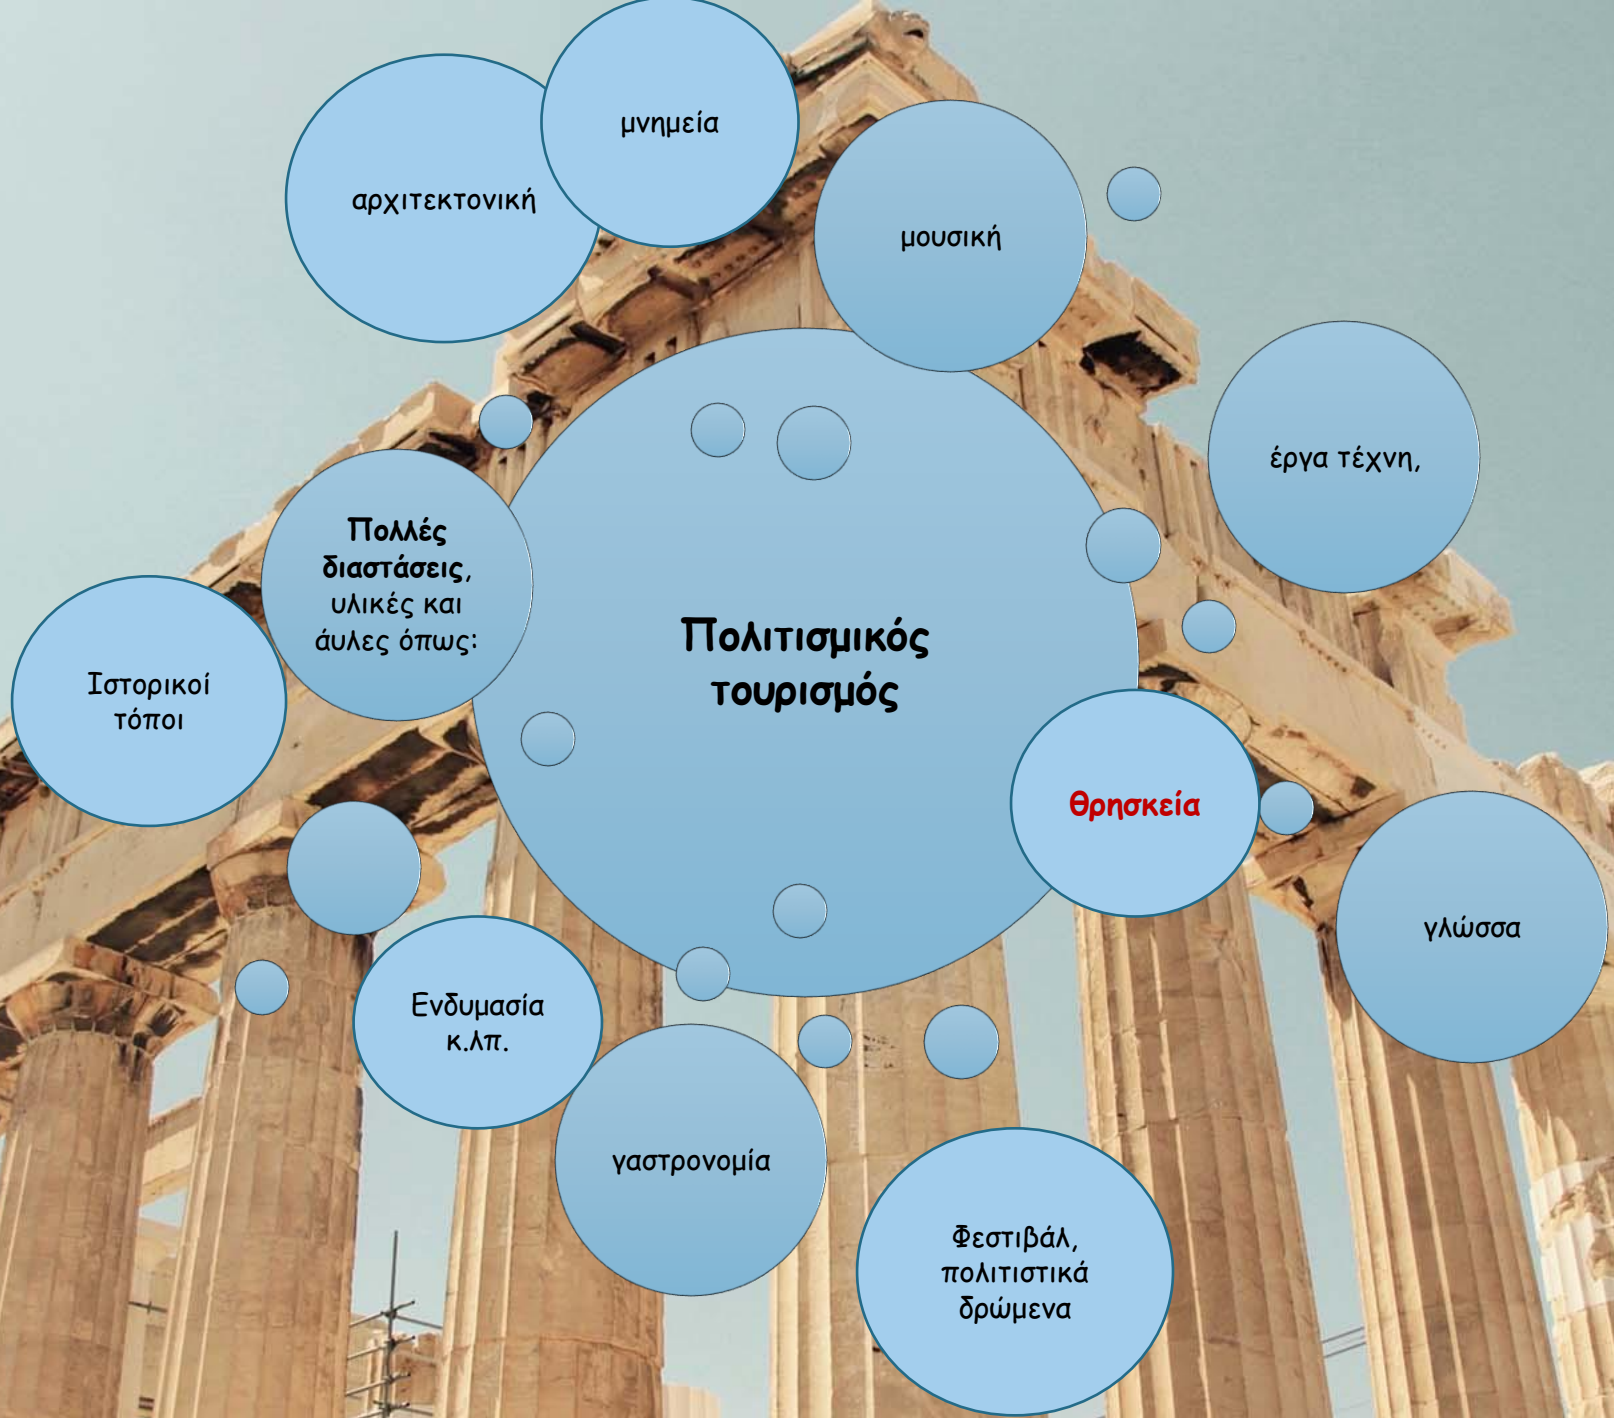 μνημεία
αρχιτεκτονική
μουσική
έργα τέχνη,
Πολλές
διαστάσεις,
υλικές και
άυλες όπως:
Πολιτισμικός
τουρισμός
Ιστορικοί
τόποι
θρησκεία
γλώσσα
Ενδυμασία
κ.λπ.
γαστρονομία
Φεστιβάλ,
πολιτιστικά
δρώμενα